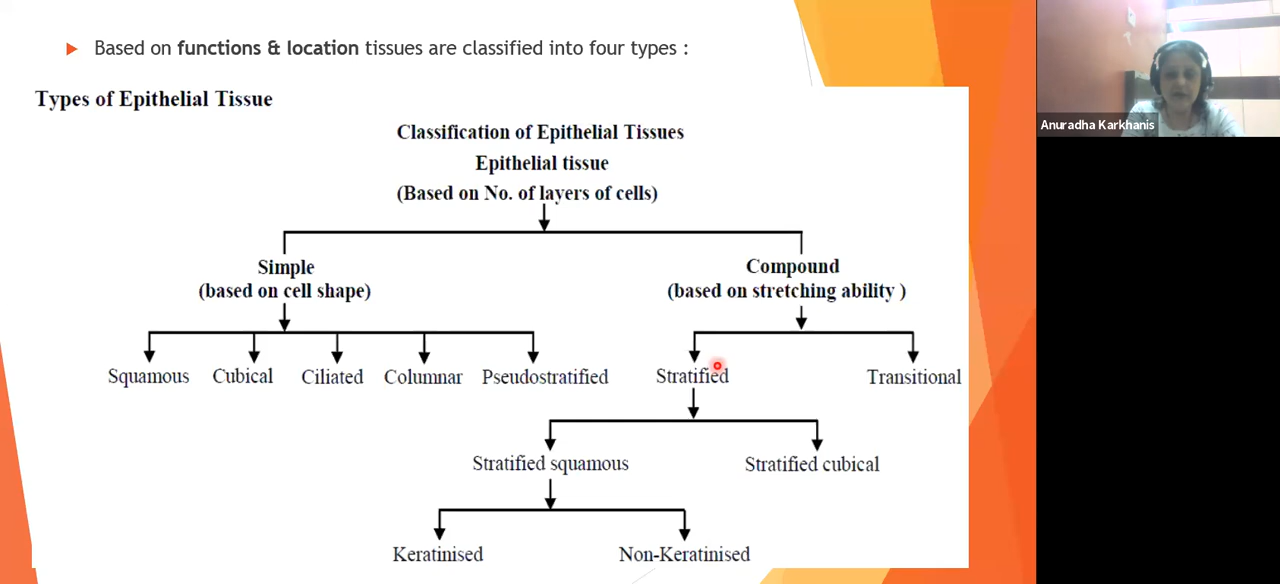 Based on functions & location tissues are classified into four types :
Types of Epithelial Tissue
Classification of Epithelial Tissues
Epithelial tissue
(Based on No. of layers of cells)
Simple
(based on cell shape)
Compound
(based on stretching ability )
Squamous
Cubical
Ciliated
Columnar
Pseudostratified
Stratified
Transitional
Stratified squamous
Stratified cubical
Keratinised
Non-Keratinised
Anuradha Karkhanis